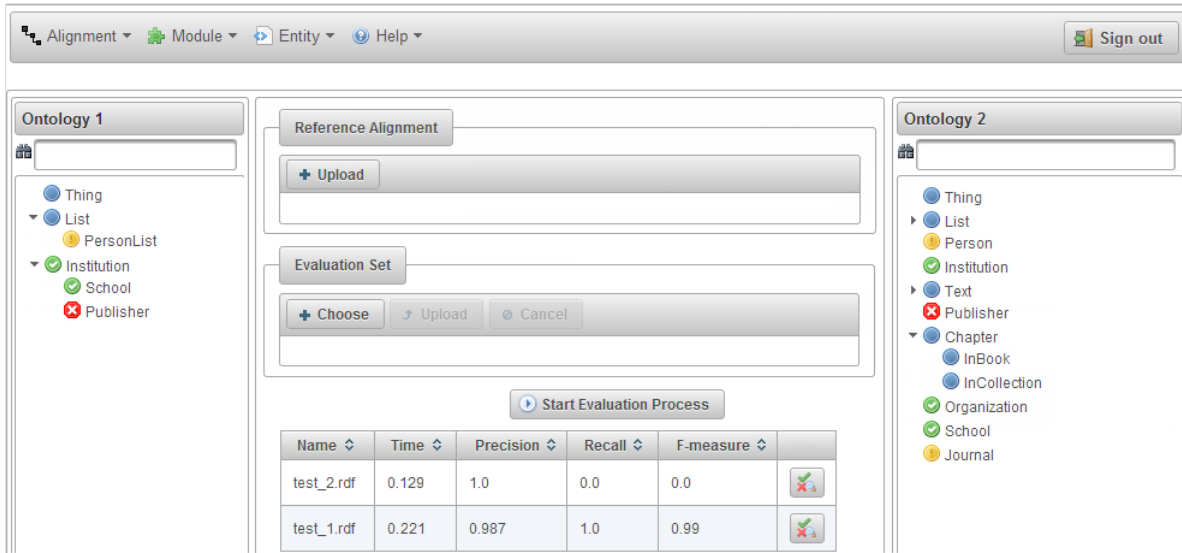 Alignment Module Entity Help Sign out
Ontology 1
Thing
List
PersonList
Institution
School
Publisher
Reference Alignment
+ Upload
Evaluation Set
+ Choose Upload Cancel
Start Evaluation Process
Name Time Precision Recall F-measure
test_2.rdf 0.129 1.0 0.0 0.0
test_1.rdf 0.221 0.987 1.0 0.99
Ontology 2
Thing
List
Person
Institution
Text
Publisher
Chapter
InBook
InCollection
Organization
School
Journal